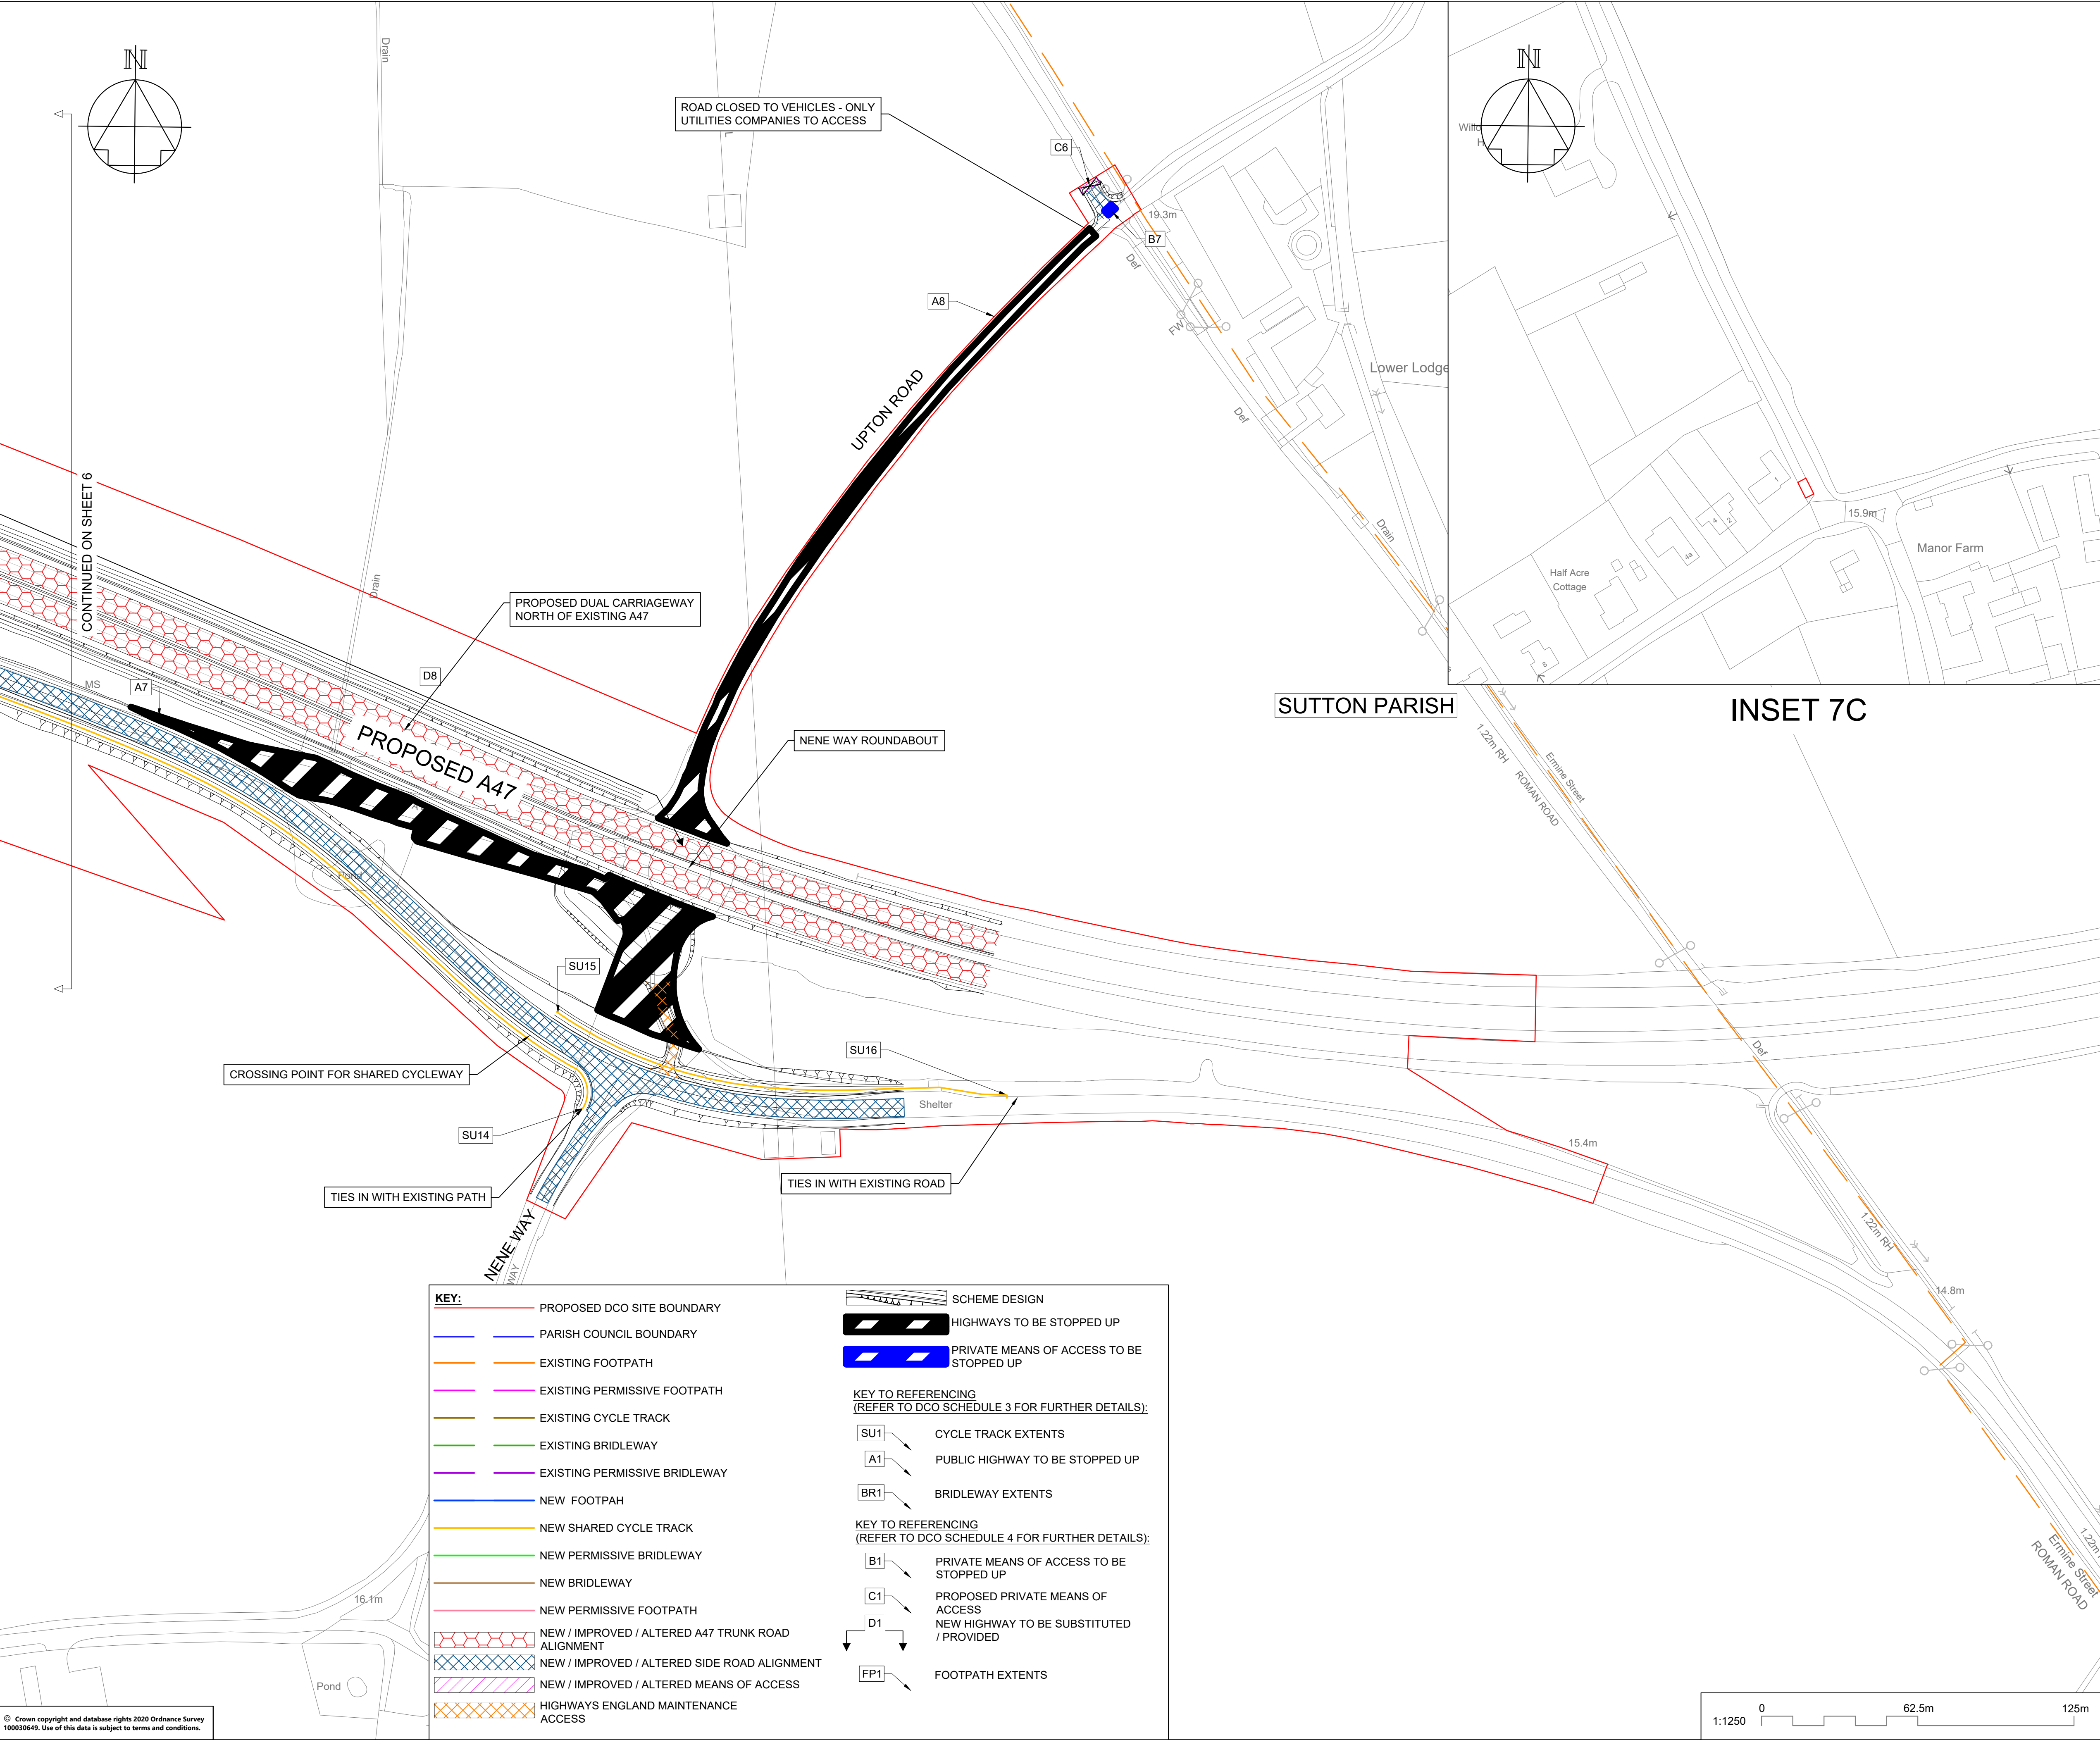 N
N
Drain
ROAD CLOSED TO VEHICLES - ONLY
UTILITIES COMPANIES TO ACCESS
C6
19.3m
B7
Def
A8
FW
Lower Lodge
UPTON ROAD
Def
Drain
CONTINUED ON SHEET 6
Drain
PROPOSED DUAL CARRIAGEWAY
NORTH OF EXISTING A47
D8
MS
A7
PROPOSED A47
NENE WAY ROUNDABOUT
Pond
SU15
CROSSING POINT FOR SHARED CYCLEWAY
SU16
Shelter
SU14
TIES IN WITH EXISTING PATH
TIES IN WITH EXISTING ROAD
NENE WAY
WAY
SUTTON PARISH
INSET 7C
Willo
H
1
4
2
4a
6
Half Acre
Cottage
15.9m
Manor Farm
1.22m RH
Ermine Street
ROMAN ROAD
Def
15.4m
1.22m RH
14.8m
1.22m
Ermine Street
ROMAN ROAD
16.1m
Pond
KEY:
PROPOSED DCO SITE BOUNDARY
PARISH COUNCIL BOUNDARY
EXISTING FOOTPATH
EXISTING PERMISSIVE FOOTPATH
EXISTING CYCLE TRACK
EXISTING BRIDLEWAY
EXISTING PERMISSIVE BRIDLEWAY
NEW FOOTPAH
NEW SHARED CYCLE TRACK
NEW PERMISSIVE BRIDLEWAY
NEW BRIDLEWAY
NEW PERMISSIVE FOOTPATH
NEW / IMPROVED / ALTERED A47 TRUNK ROAD
ALIGNMENT
NEW / IMPROVED / ALTERED SIDE ROAD ALIGNMENT
NEW / IMPROVED / ALTERED MEANS OF ACCESS
HIGHWAYS ENGLAND MAINTENANCE
ACCESS
SCHEME DESIGN
HIGHWAYS TO BE STOPPED UP
PRIVATE MEANS OF ACCESS TO BE
STOPPED UP
KEY TO REFERENCING
(REFER TO DCO SCHEDULE 3 FOR FURTHER DETAILS):
SU1 CYCLE TRACK EXTENTS
A1 PUBLIC HIGHWAY TO BE STOPPED UP
BR1 BRIDLEWAY EXTENTS
KEY TO REFERENCING
(REFER TO DCO SCHEDULE 4 FOR FURTHER DETAILS):
B1 PRIVATE MEANS OF ACCESS TO BE
STOPPED UP
C1 PROPOSED PRIVATE MEANS OF
ACCESS
D1 NEW HIGHWAY TO BE SUBSTITUTED
/ PROVIDED
FP1 FOOTPATH EXTENTS
© Crown copyright and database rights 2020 Ordnance Survey
100030649. Use of this data is subject to terms and conditions.
1:1250
0 62.5m 125m